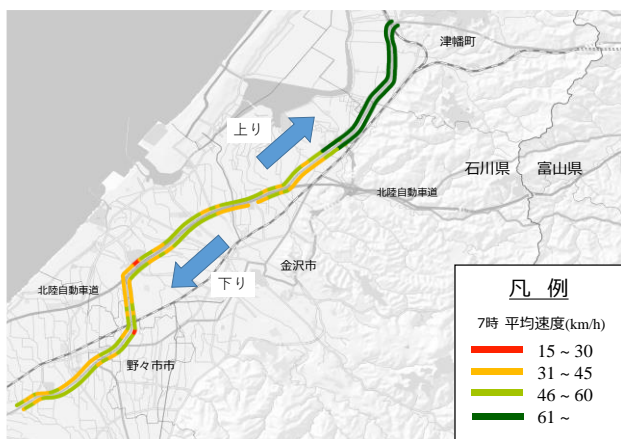 津幡町
上り
石川県
富山県
北陸自動車道
金沢市
北陸自動車道
下り
野々市市
凡 例
7時 平均速度(km/h)
15 ~ 30
31 ~ 45
46 ~ 60
61 ~